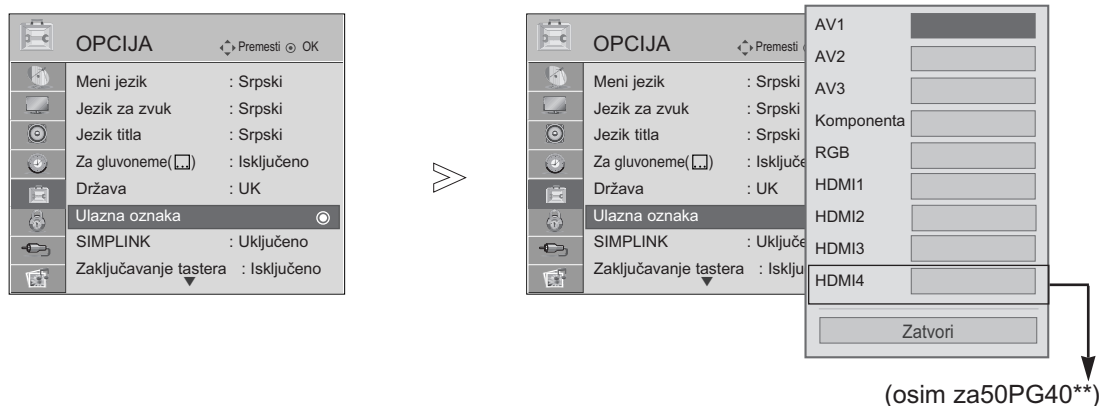 OPCIJA Premesti OK
Meni jezik : Srpski
Jezik za zvuk : Srpski
Jezik titla : Srpski
Za gluvoneme( ) : Isključeno
Država : UK
Ulazna oznaka
SIMPLINK : Uključeno
Zaključavanje tastera : Isključeno
OPCIJA Premesti
Meni jezik : Srpski
Jezik za zvuk : Srpski
Jezik titla : Srpski
Za gluvoneme( ) : Isključe
Država : UK
Ulazna oznaka
SIMPLINK : Uključe
Zaključavanje tastera : Isklju
AV1
AV2
AV3
Komponenta
RGB
HDMI1
HDMI2
HDMI3
HDMI4
Zatvori
(osim za50PG40**)